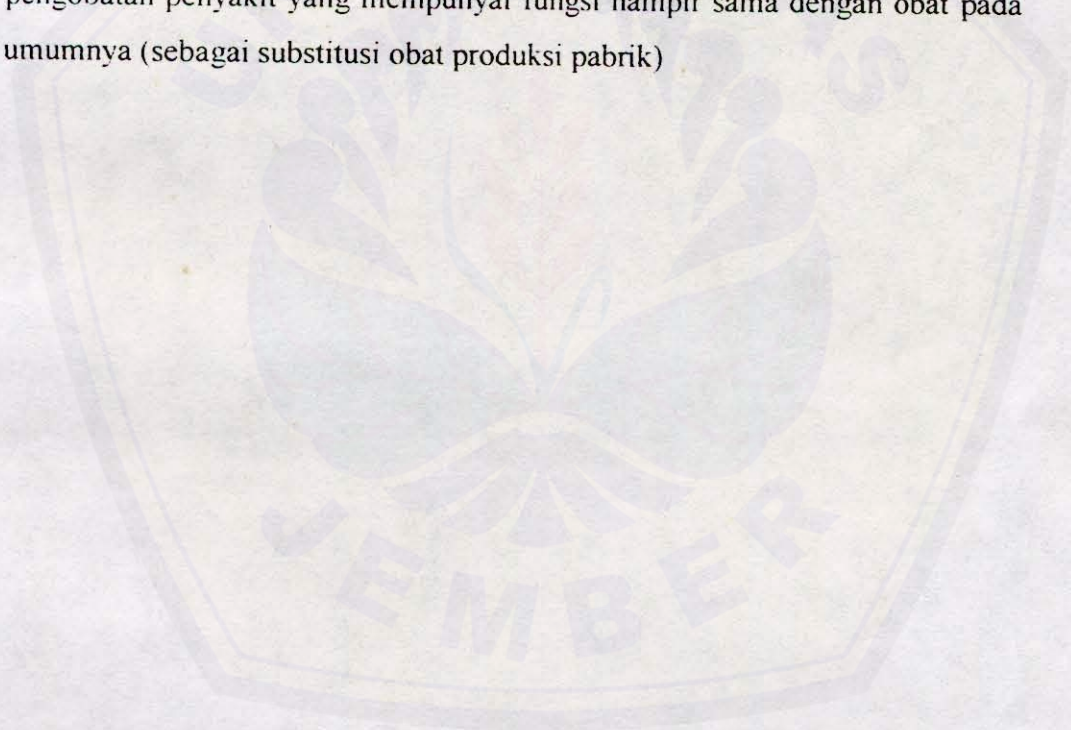 pengobatan penyakit yang mempunyai fungsi hampir sama dengan obat pada
umumnya (sebagai substitusi obat produksi pabrik)
JEMBER